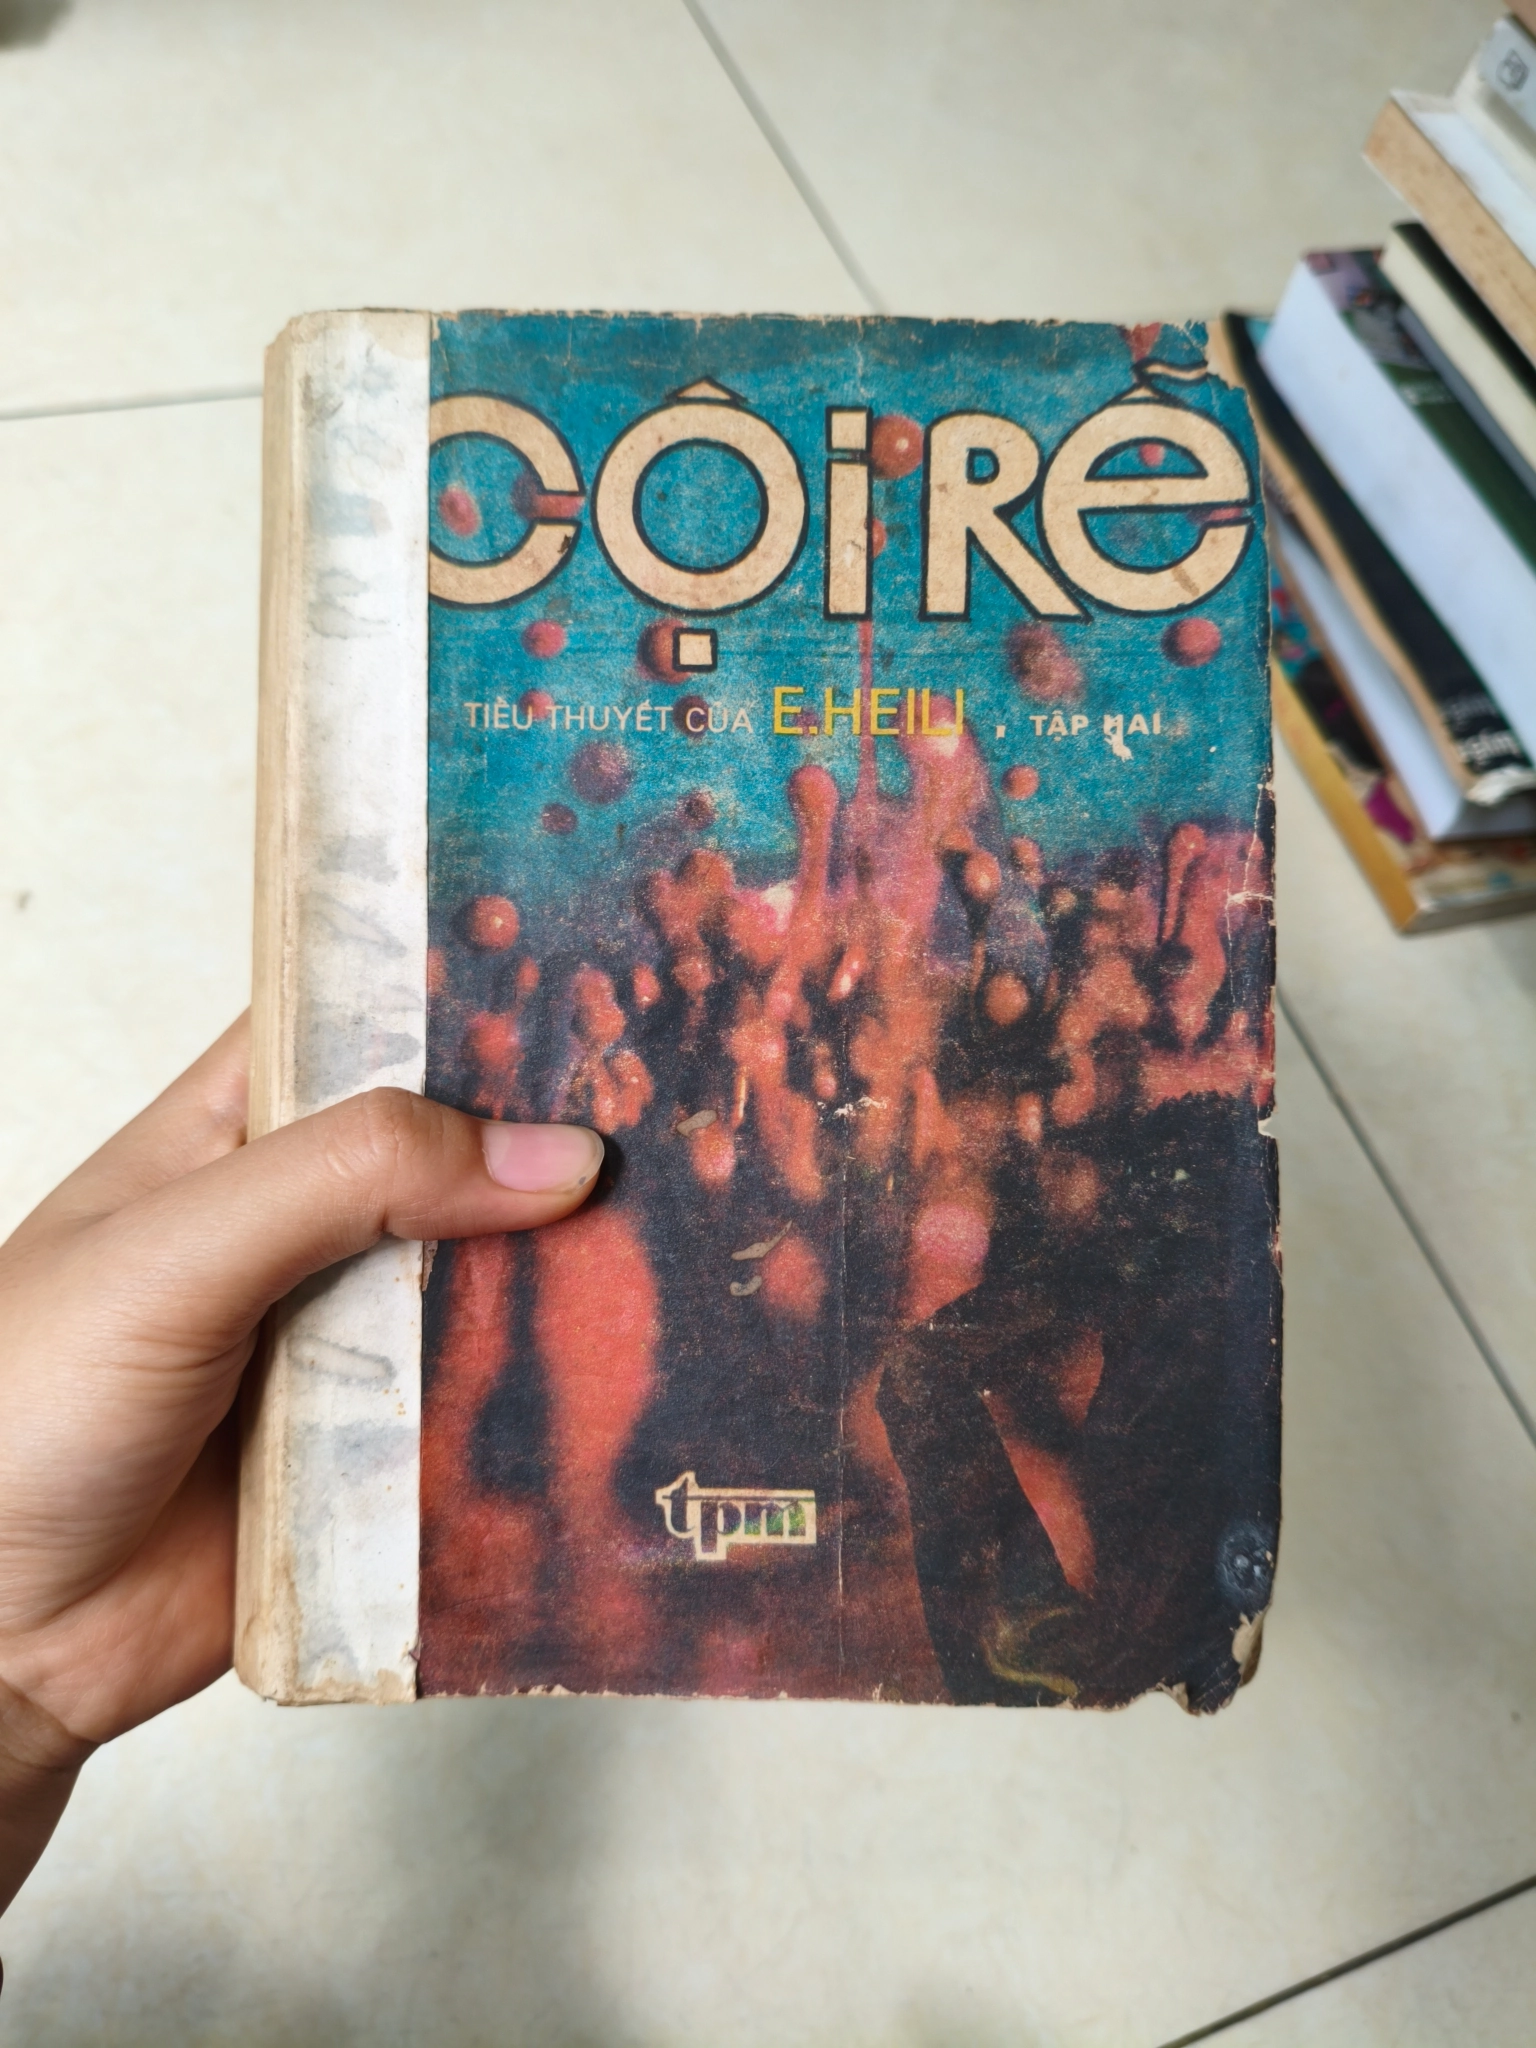 CỘI RỄ
TIỂU THUYẾT CỦA E.HEILI, TẬP HAI
tpm